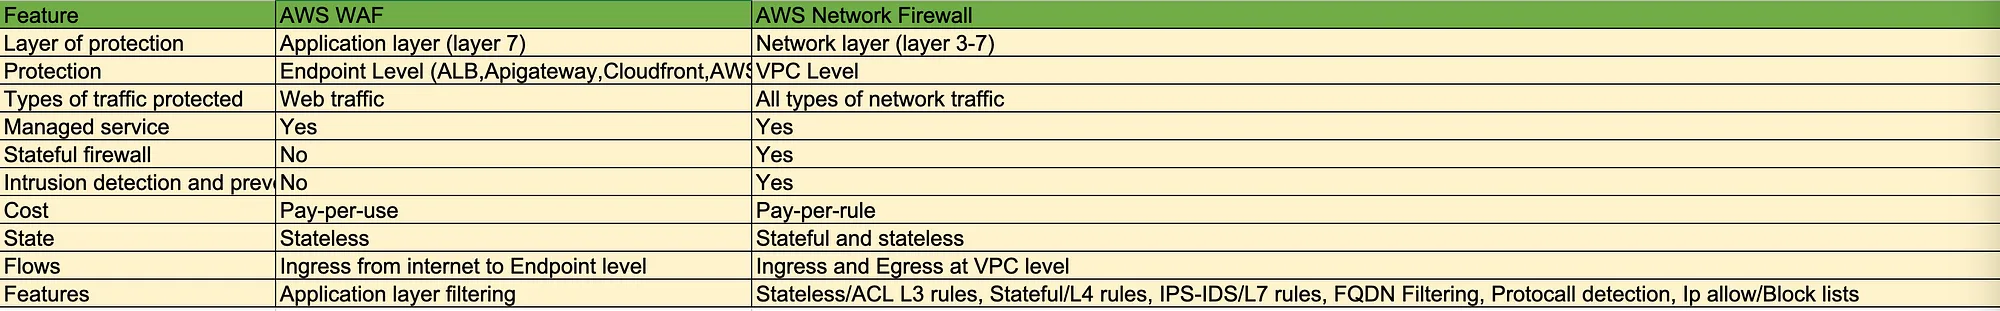 Feature AWS WAF AWS Network Firewall
Layer of protection Application layer (layer 7) Network layer (layer 3-7)
Protection Endpoint Level (ALB,Apigateway,Cloudfront,AWS VPC Level
Types of traffic protected Web traffic All types of network traffic
Managed service Yes Yes
Stateful firewall No Yes
Intrusion detection and prev No Yes
Cost Pay-per-use Pay-per-rule
State Stateless Stateful and stateless
Flows Ingress from internet to Endpoint level Ingress and Egress at VPC level
Features Application layer filtering Stateless/ACL L3 rules, Stateful/L4 rules, IPS-IDS/L7 rules, FQDN Filtering, Protocall detection, Ip allow/Block lists